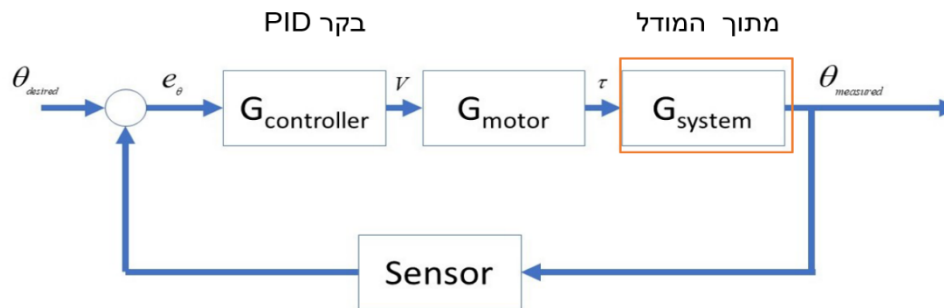 בקר PID
מתוך המודל
θdesired
eθ
Gcontroller
V
Gmotor
τ
Gsystem
θmeasured
Sensor